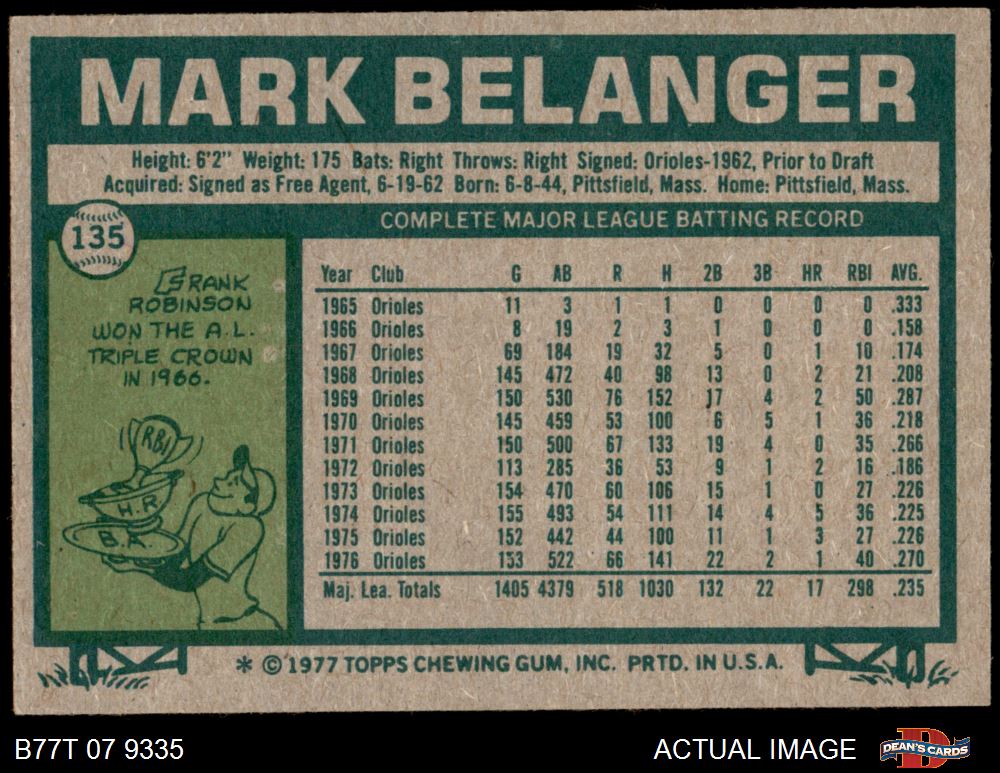 MARK BELANGER
Height: 6'2" Weight: 175 Bats: Right Throws: Right Signed: Orioles-1962, Prior to Draft
Acquired: Signed as Free Agent, 6-19-62 Born: 6-8-44, Pittsfield, Mass. Home: Pittsfield, Mass.
135
COMPLETE MAJOR LEAGUE BATTING RECORD
FRANK
ROBINSON
WON THE A.L.
TRIPLE CROWN
IN 1966.
RBI
H.R
B.A.
Year Club G AB R H 2B 3B HR RBI AVG.
1965 Orioles 11 3 1 1 0 0 0 0 .333
1966 Orioles 8 19 2 3 1 0 0 0 .158
1967 Orioles 69 184 19 32 5 0 1 10 .174
1968 Orioles 145 472 40 98 13 0 2 21 .208
1969 Orioles 150 530 76 152 17 4 2 50 .287
1970 Orioles 145 459 53 100 6 5 1 36 .218
1971 Orioles 150 500 67 133 19 4 0 35 .266
1972 Orioles 113 285 36 53 9 1 2 16 .186
1973 Orioles 154 470 60 106 15 1 0 27 .226
1974 Orioles 155 493 54 111 14 4 5 36 .225
1975 Orioles 152 442 44 100 11 1 3 27 .226
1976 Orioles 153 522 66 141 22 2 1 40 .270
Maj. Lea. Totals 1405 4379 518 1030 132 22 17 298 .235
* © 1977 TOPPS CHEWING GUM, INC. PRTD. IN U.S.A.
B77T 07 9335
ACTUAL IMAGE
B
DEAN'S CARDS